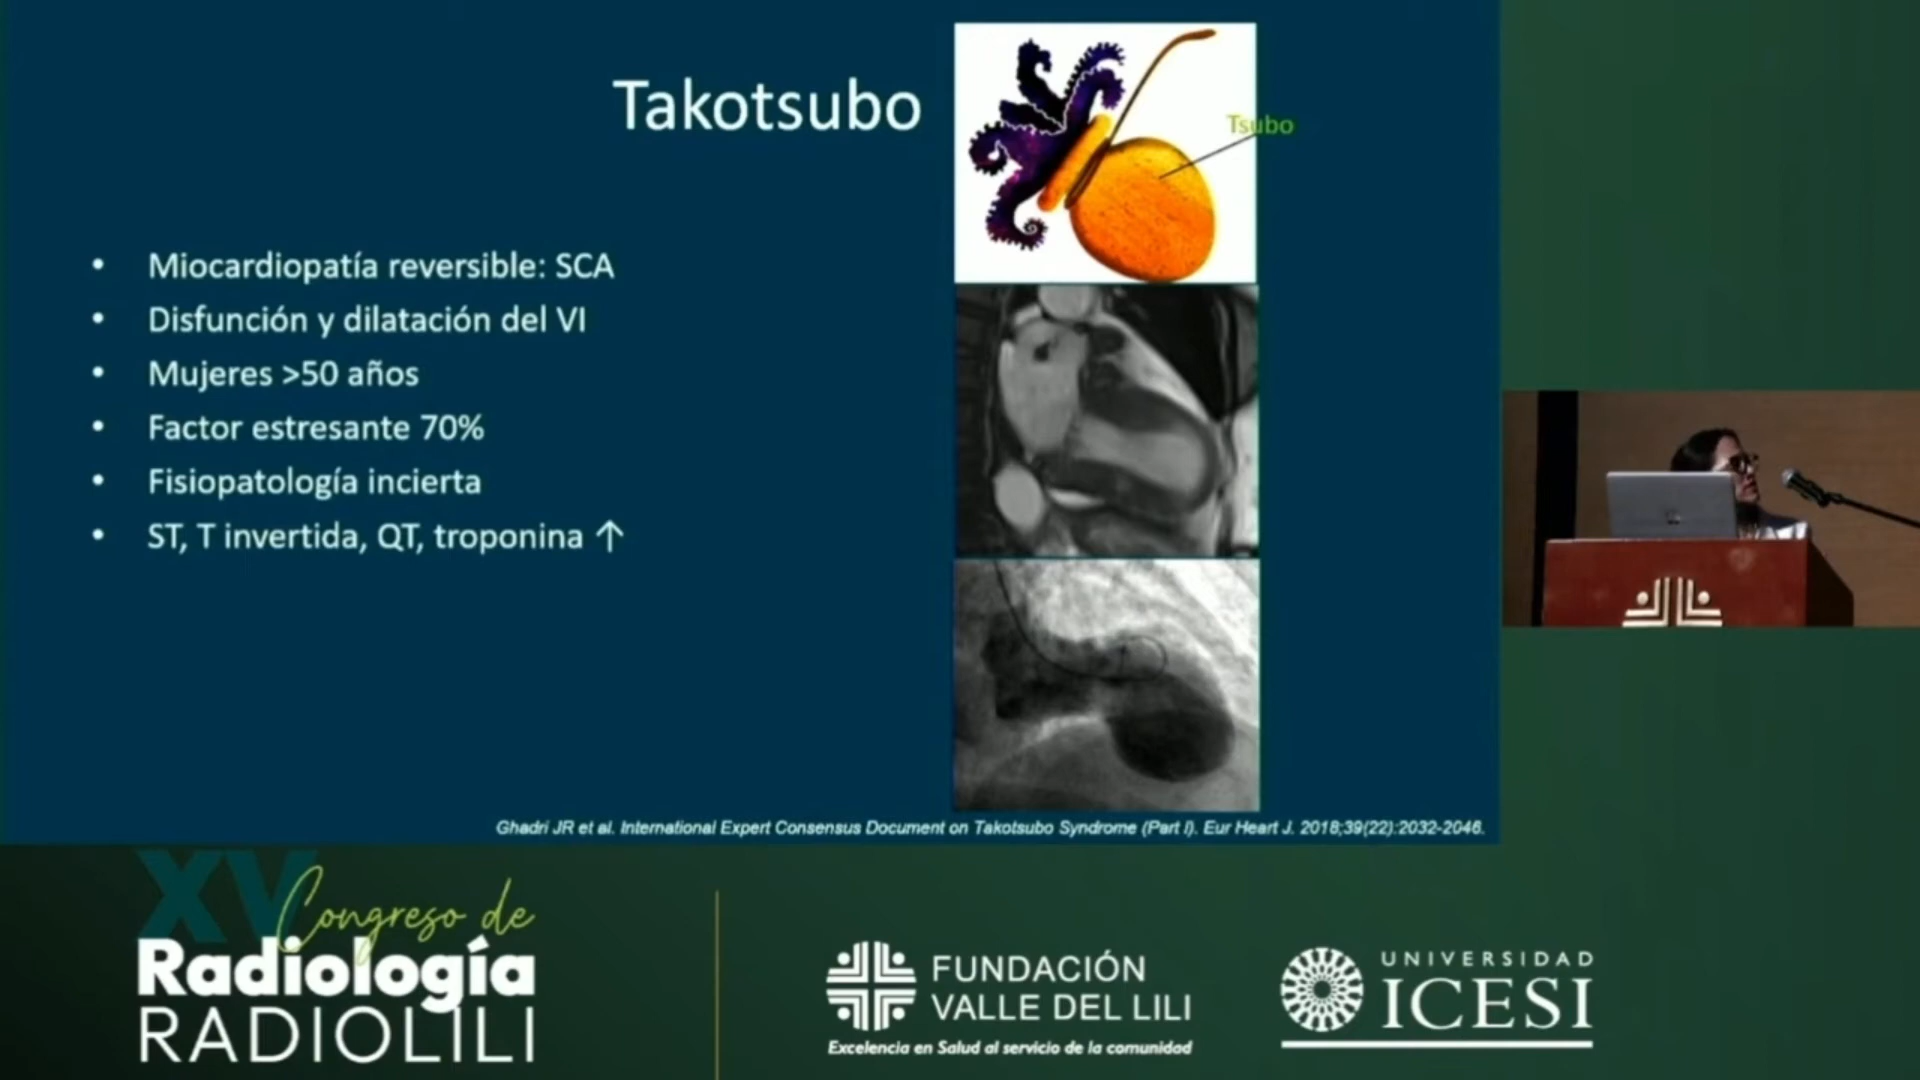 Takotsubo
Tsubo
• Miocardiopatía reversible: SCA
• Disfunción y dilatación del VI
• Mujeres >50 años
• Factor estresante 70%
• Fisiopatología incierta
• ST, T invertida, QT, troponina ↑
Ghadri JR et al. International Expert Consensus Document on Takotsubo Syndrome (Part I). Eur Heart J. 2018;39(22):2032-2046.
XV Congreso de
Radiología
RADIOLILI
FUNDACIÓN
VALLE DEL LILI
Excelencia en Salud al servicio de la comunidad
UNIVERSIDAD
ICESI